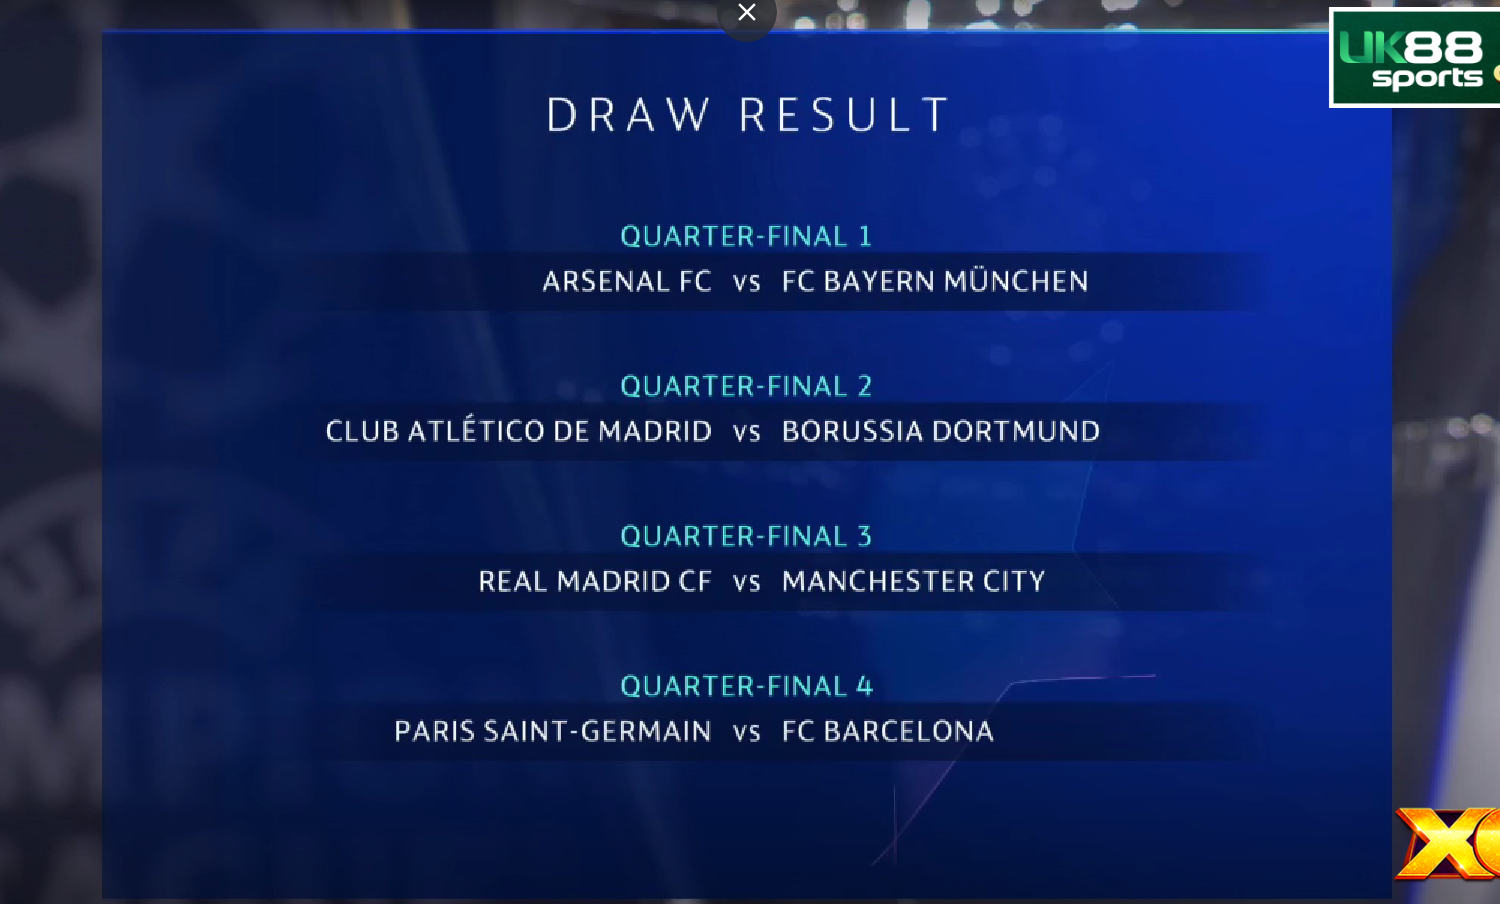 UK88
sports
DRAW RESULT
QUARTER-FINAL 1
ARSENAL FC vs FC BAYERN MÜNCHEN
QUARTER-FINAL 2
CLUB ATLÉTICO DE MADRID vs BORUSSIA DORTMUND
QUARTER-FINAL 3
REAL MADRID CF vs MANCHESTER CITY
QUARTER-FINAL 4
PARIS SAINT-GERMAIN vs FC BARCELONA